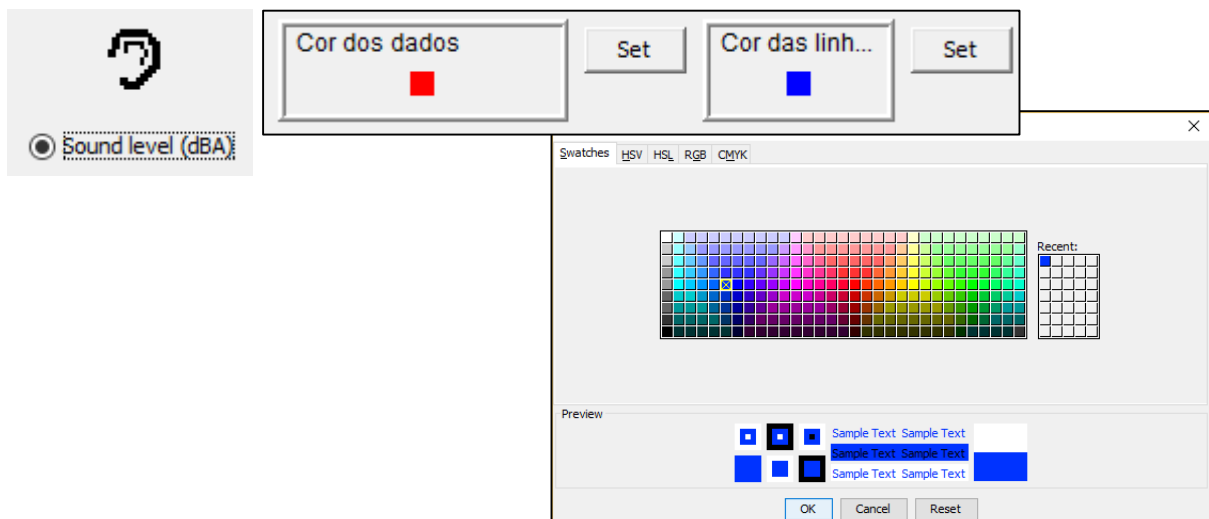 Sound level (dBA)
Cor dos dados
Set
Cor das linh...
Set
Swatches HSV HSL RGB CMYK
Recent:
Preview
Sample Text Sample Text
Sample Text Sample Text
Sample Text Sample Text
OK Cancel Reset